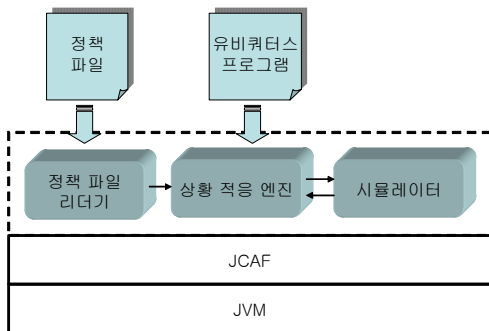 정책
파일
유비쿼터스
프로그램
정책 파일
리더기
상황 적응 엔진
시뮬레이터
JCAF
JVM